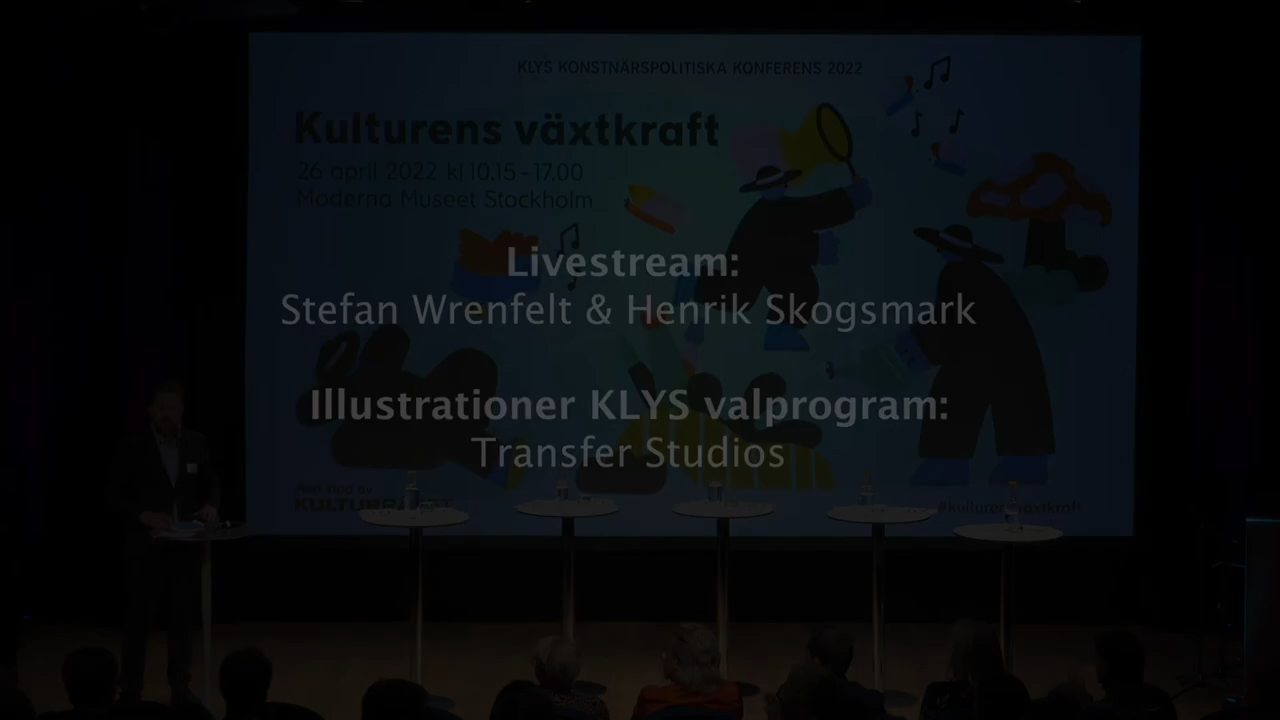 KLYS KONSTNÄRSPOLITISKA KONFERENS 2022
Kulturens växtkraft
26 april 2022 kl 10.15–17.00
Moderna Museet Stockholm
Livestream:
Stefan Wrenfelt & Henrik Skogsmark
Illustrationer KLYS valprogram:
Transfer Studios